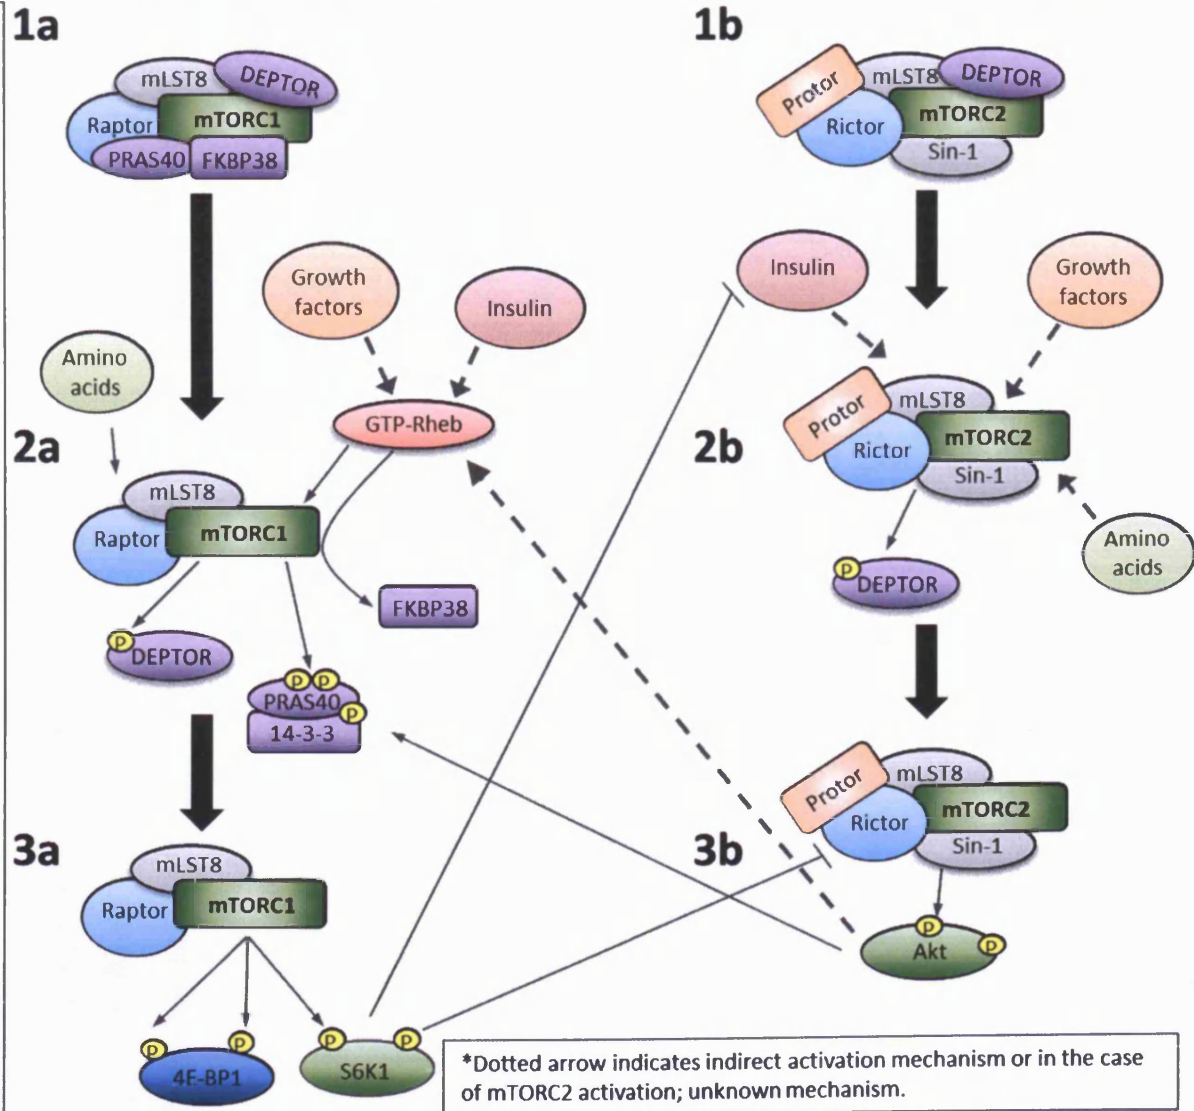 1a
mLST8
DEPTOR
Raptor
mTORC1
PRAS40
FKBP38
Growth
factors
Insulin
Amino
acids
GTP-Rheb
2a
mLST8
Raptor
mTORC1
FKBP38
P
DEPTOR
P
P
PRAS40
P
14-3-3
3a
mLST8
Raptor
mTORC1
P
P
4E-BP1
P
P
S6K1
1b
Protor
mLST8
DEPTOR
Rictor
mTORC2
Sin-1
Insulin
Growth
factors
2b
Protor
mLST8
Rictor
mTORC2
Sin-1
Amino
acids
P
DEPTOR
3b
Protor
mLST8
Rictor
mTORC2
Sin-1
P
P
Akt
*Dotted arrow indicates indirect activation mechanism or in the case
of mTORC2 activation; unknown mechanism.